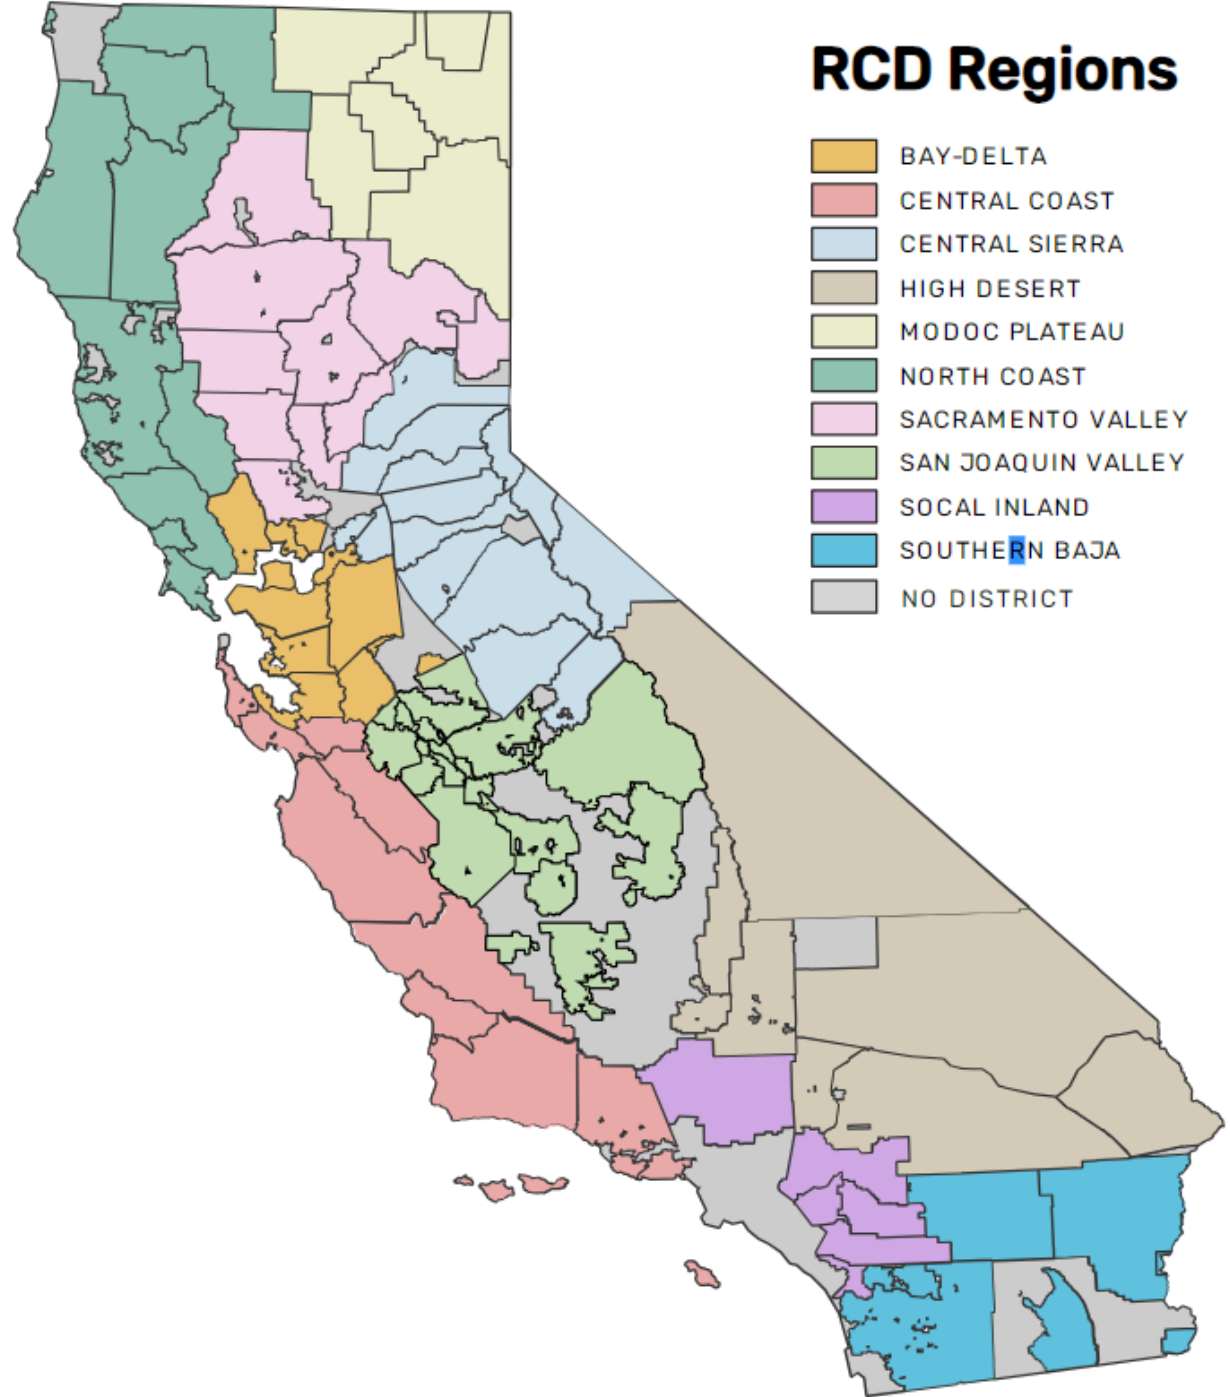 RCD Regions
BAY-DELTA
CENTRAL COAST
CENTRAL SIERRA
HIGH DESERT
MODOC PLATEAU
NORTH COAST
SACRAMENTO VALLEY
SAN JOAQUIN VALLEY
SOCAL INLAND
SOUTHERN BAJA
NO DISTRICT